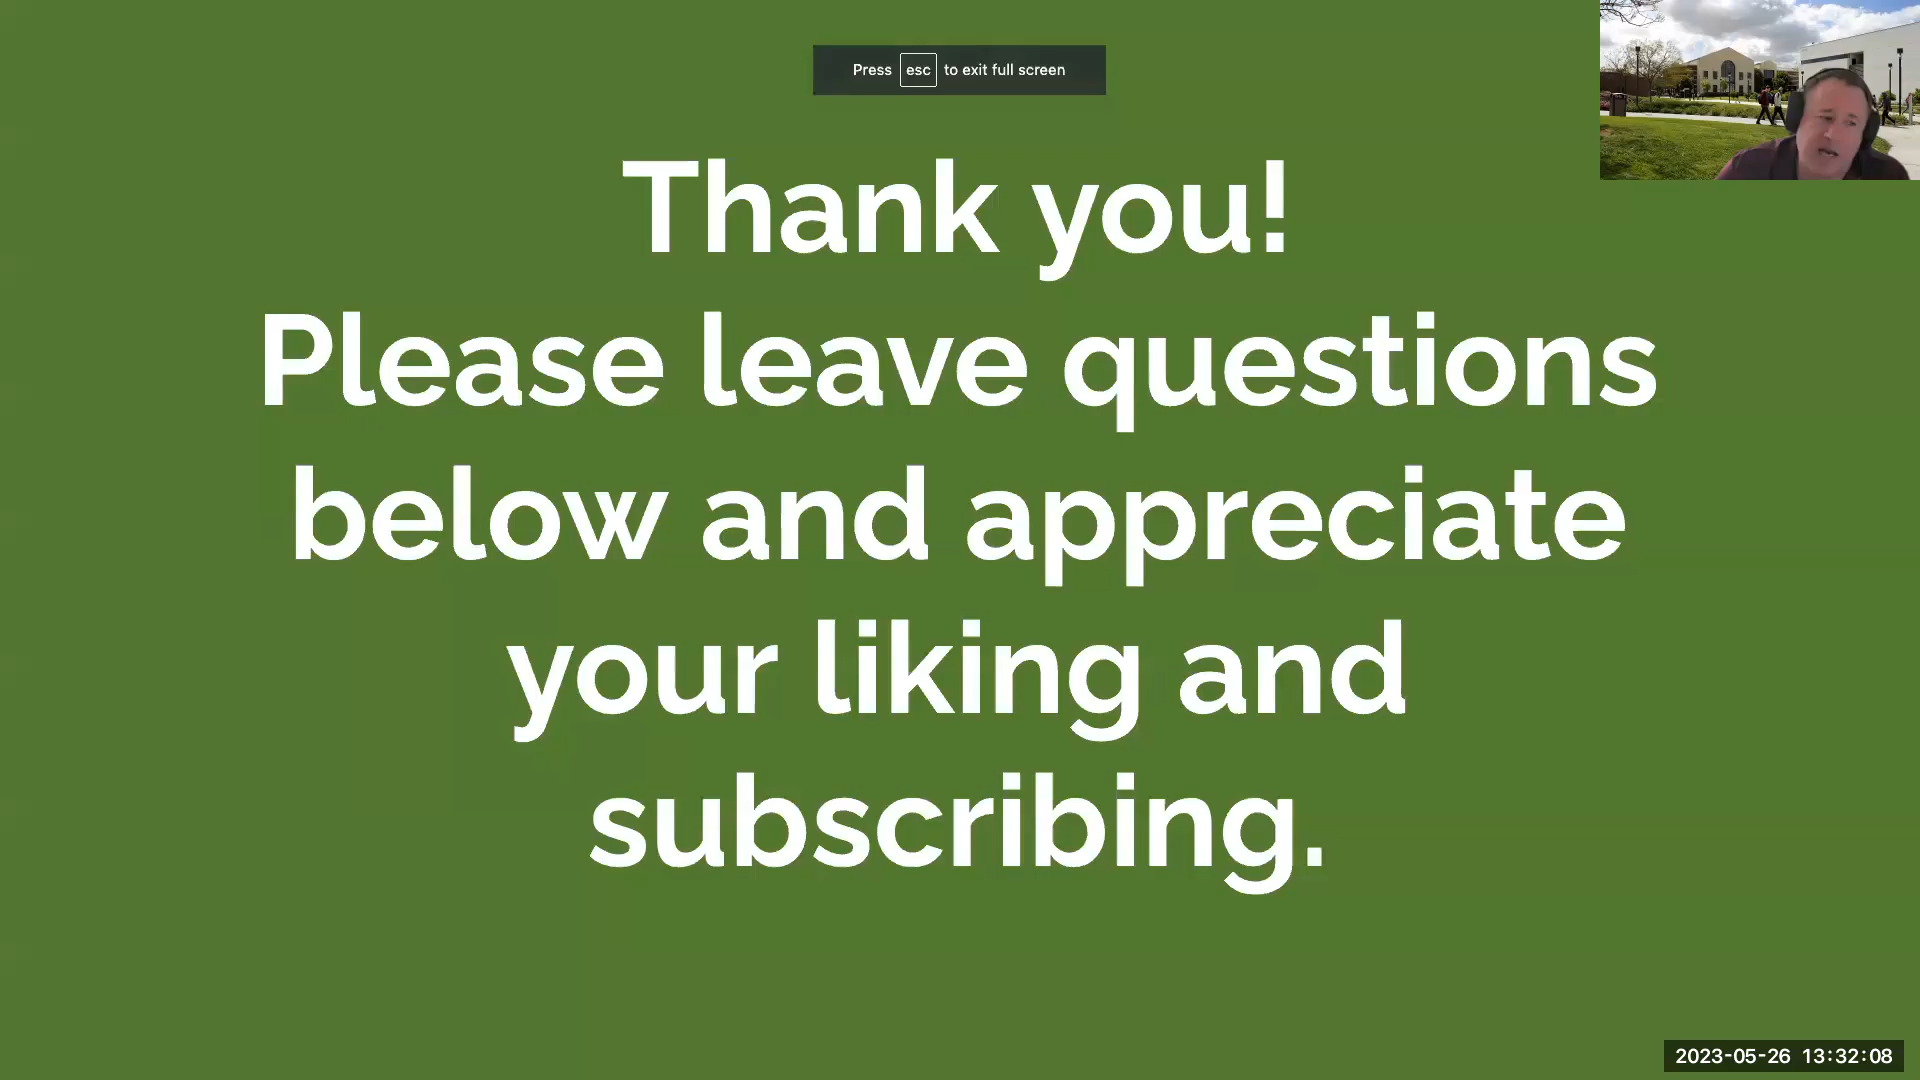 Press esc to exit full screen
Thank you!
Please leave questions
below and appreciate
your liking and
subscribing.
2023-05-26 13:32:08